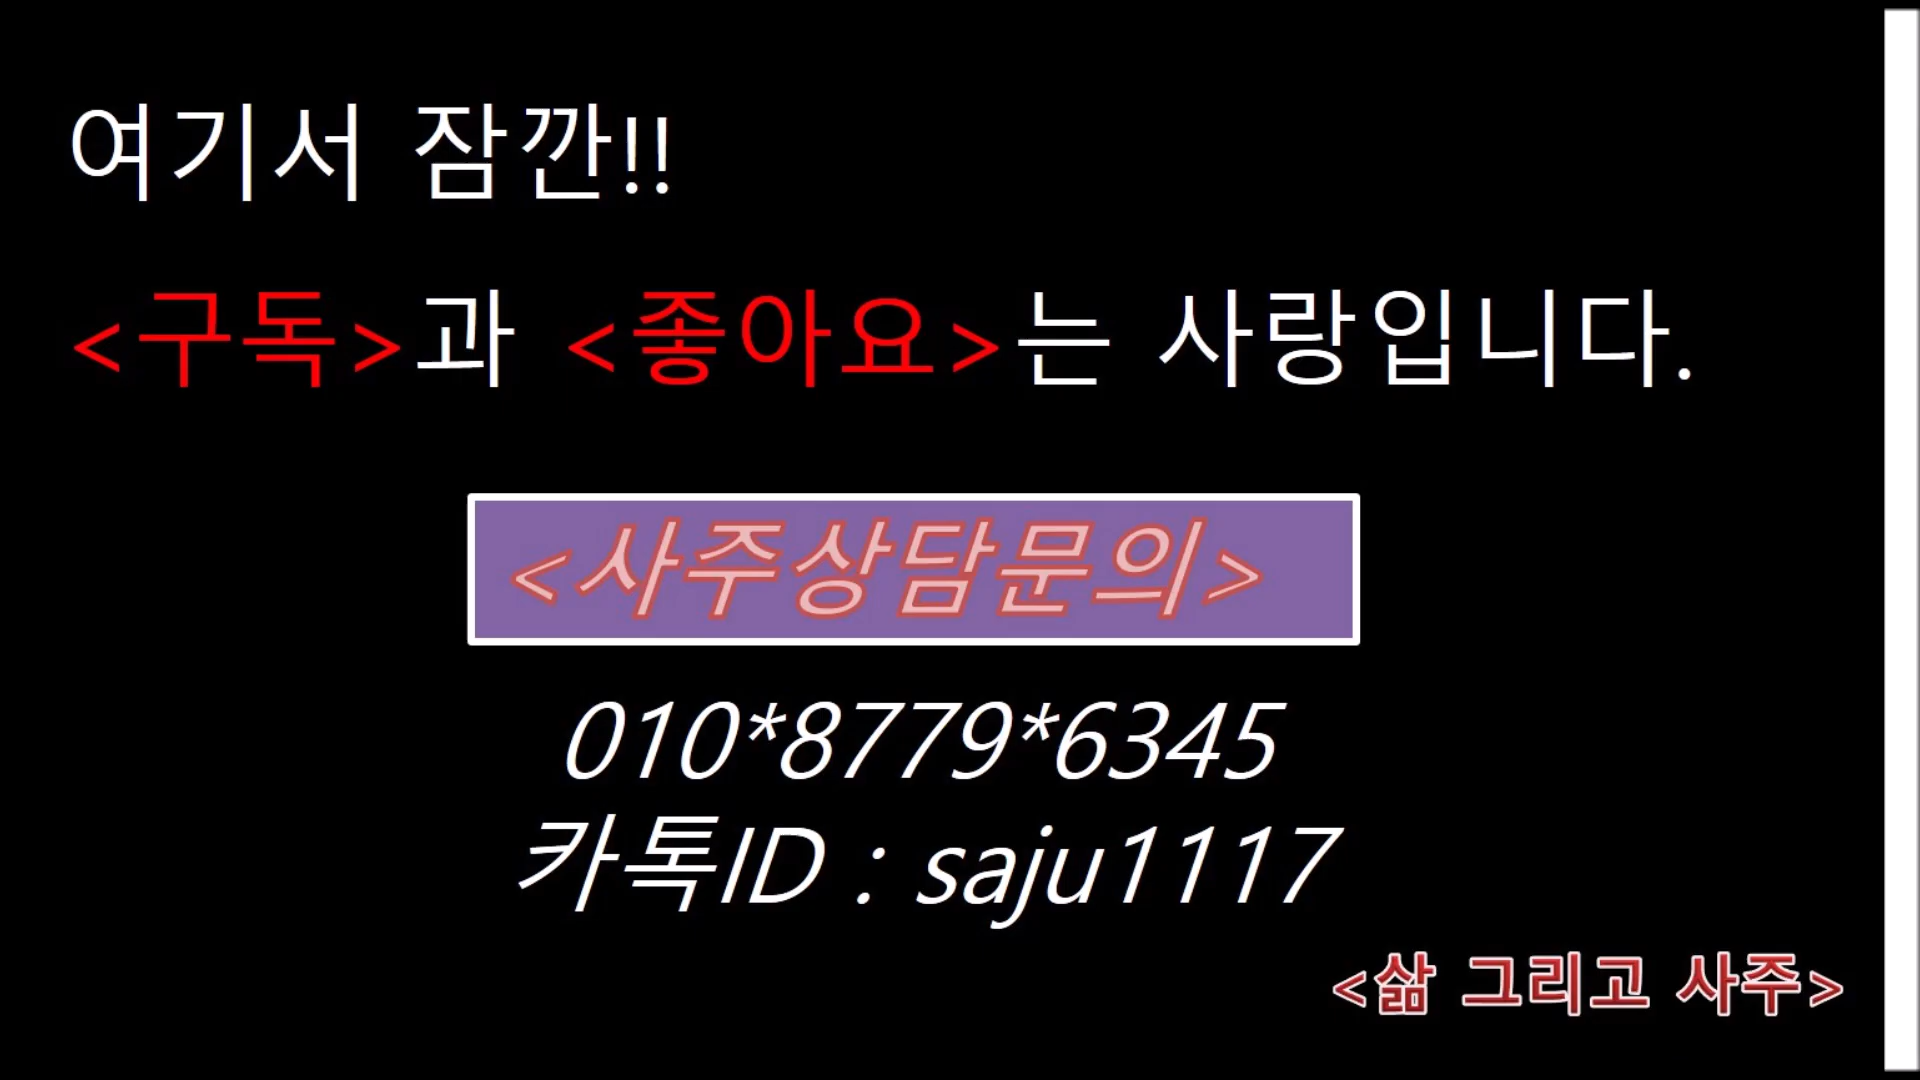 여기서 잠깐!!
<구독>과 <좋아요>는 사랑입니다.
<사주상담문의>
010*8779*6345
카톡ID : saju1117
<삶 그리고 사주>